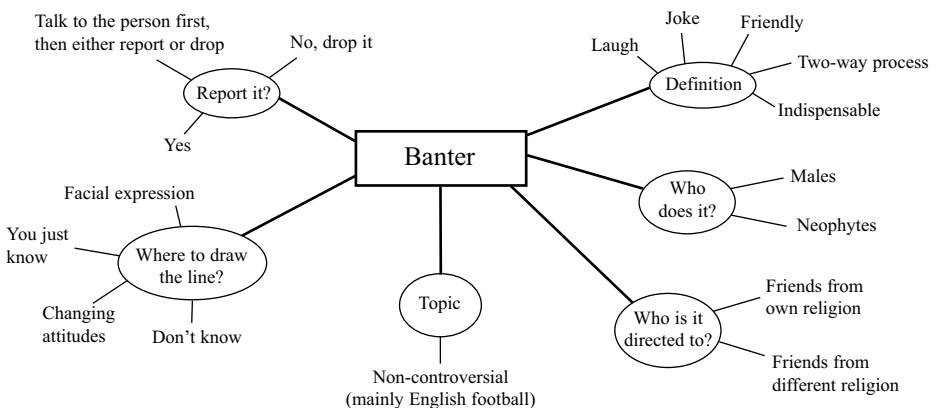 Talk to the person first,
then either report or drop
No, drop it
Report it?
Yes
Joke
Friendly
Laugh
Two-way process
Definition
Indispensable
Banter
Who
does it?
Males
Neophytes
Facial expression
You just
know
Where to draw
the line?
Changing
attitudes
Don’t know
Topic
Non-controversial
(mainly English football)
Who is it
directed to?
Friends from
own religion
Friends from
different religion